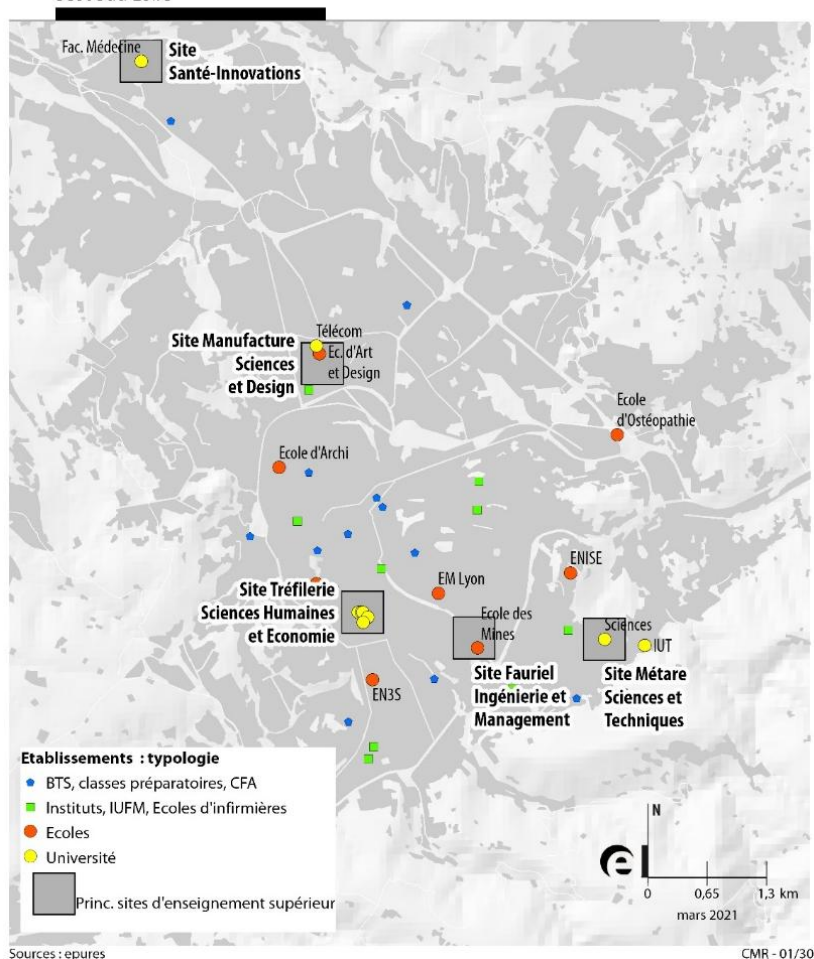 Fac. Médecine
Site
Santé-Innovations
Site Manufacture
Sciences
et Design
Télécom
Ec. d'Art
et Design
Ecole
d'Ostéopathie
Ecole d'Archi
ENISE
EM Lyon
Site Tréfilerie
Sciences Humaines
et Economie
Ecole des
Mines
Sciences
IUT
Site Fauriel
Ingénierie et
Management
Site Métare
Sciences et
Techniques
EN3S
Etablissements : typologie
BTS, classes préparatoires, CFA
Instituts, IUFM, Ecoles d'infirmières
Ecoles
Université
Princ. sites d'enseignement supérieur
N
0 0,65 1,3 km
mars 2021
Sources : epures
CMR - 01/30